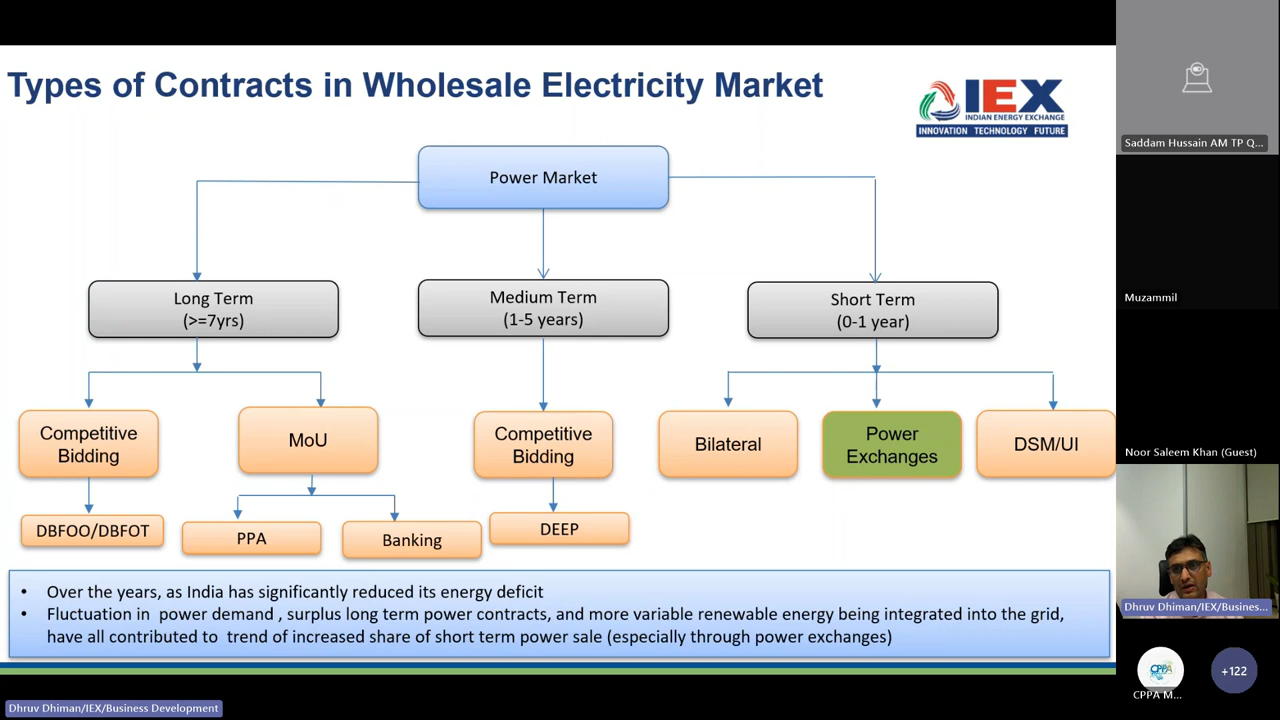 Types of Contracts in Wholesale Electricity Market
IEX
INDIAN ENERGY EXCHANGE
INNOVATION TECHNOLOGY FUTURE
Power Market
Long Term
(>=7yrs)
Medium Term
(1-5 years)
Short Term
(0-1 year)
Competitive
Bidding
MoU
Competitive
Bidding
Bilateral
Power
Exchanges
DSM/UI
DBFOO/DBFOT
PPA
Banking
DEEP
• Over the years, as India has significantly reduced its energy deficit
• Fluctuation in power demand , surplus long term power contracts, and more variable renewable energy being integrated into the grid,
have all contributed to trend of increased share of short term power sale (especially through power exchanges)
Dhruv Dhiman/IEX/Business Development
Saddam Hussain AM TP Q...
Muzammil
Noor Saleem Khan (Guest)
Dhruv Dhiman/IEX/Busines...
CPPA
CPPA M...
+122